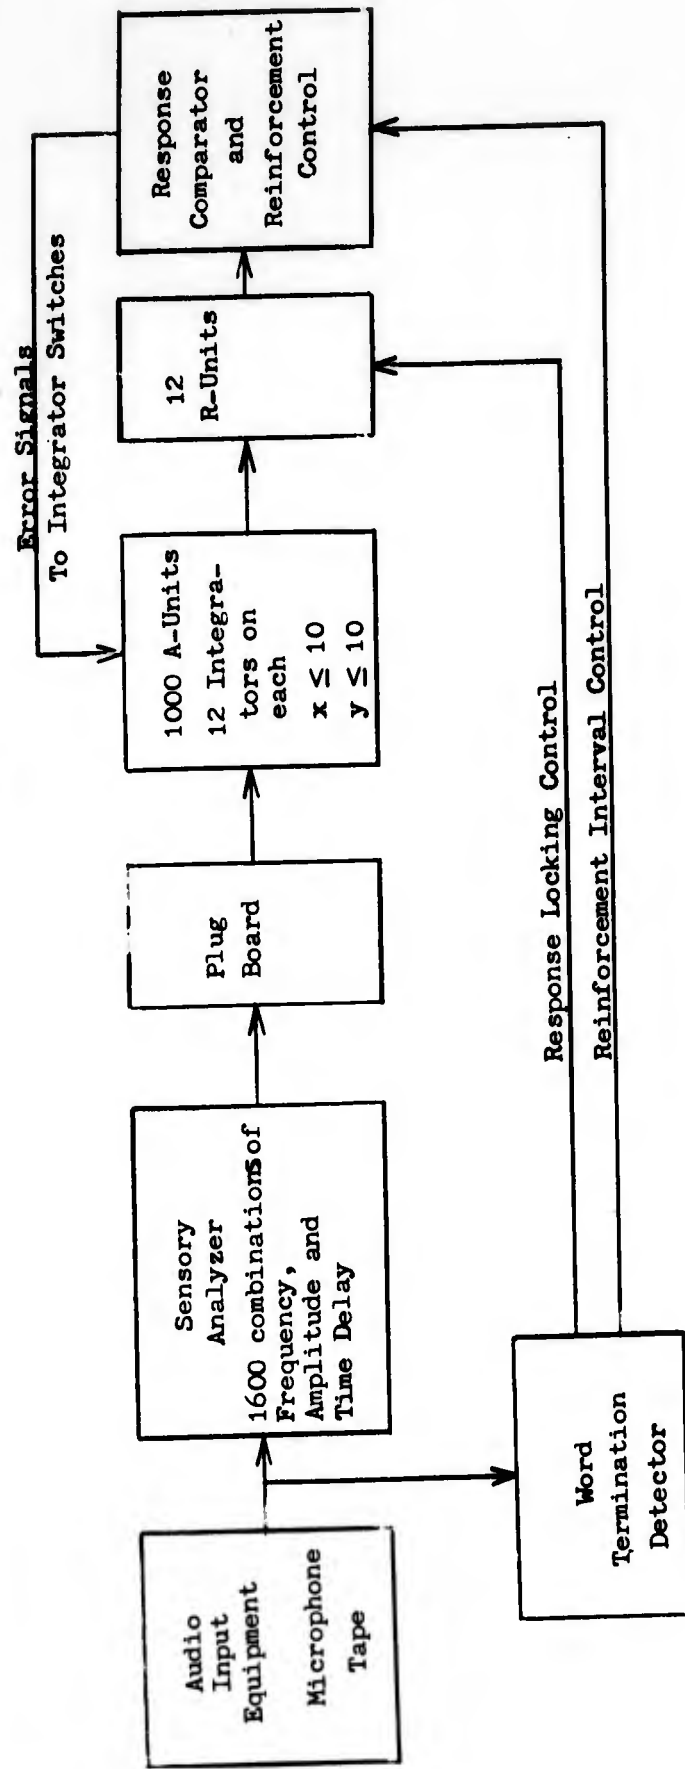 Audio
Input
Equipment
Microphone
Tape
Sensory
Analyzer
1600 combinations of
Frequency,
Amplitude and
Time Delay
Plug
Board
1000 A-Units
12 Integra-
tors on
each
x ≤ 10
y ≤ 10
12
R-Units
Response
Comparator
and
Reinforcement
Control
Error Signals
To Integrator Switches
Word
Termination
Detector
Response Locking Control
Reinforcement Interval Control